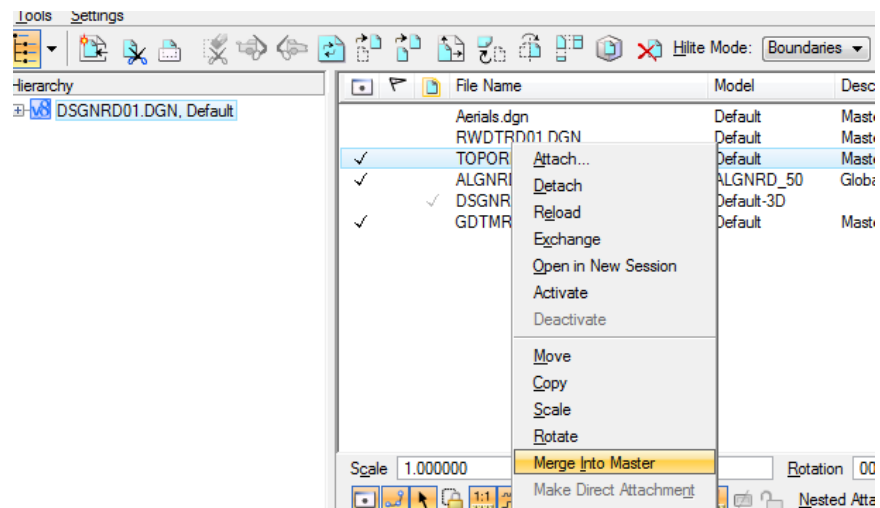 Tools Settings
Hilite Mode: Boundaries
Hierarchy
File Name Model Desc
DSGNRD01.DGN, Default
Aerials.dgn Default Maste
RWDTRD01.DGN Default Maste
TOPOR Default Maste
ALGNRD ALGNRD_50 Globa
DSGNR Default-3D
GDTMR Default Maste
Attach...
Detach
Reload
Exchange
Open in New Session
Activate
Deactivate
Move
Copy
Scale
Rotate
Merge Into Master
Make Direct Attachment
Scale 1.000000 Rotation 00
1:1 Nested Atta